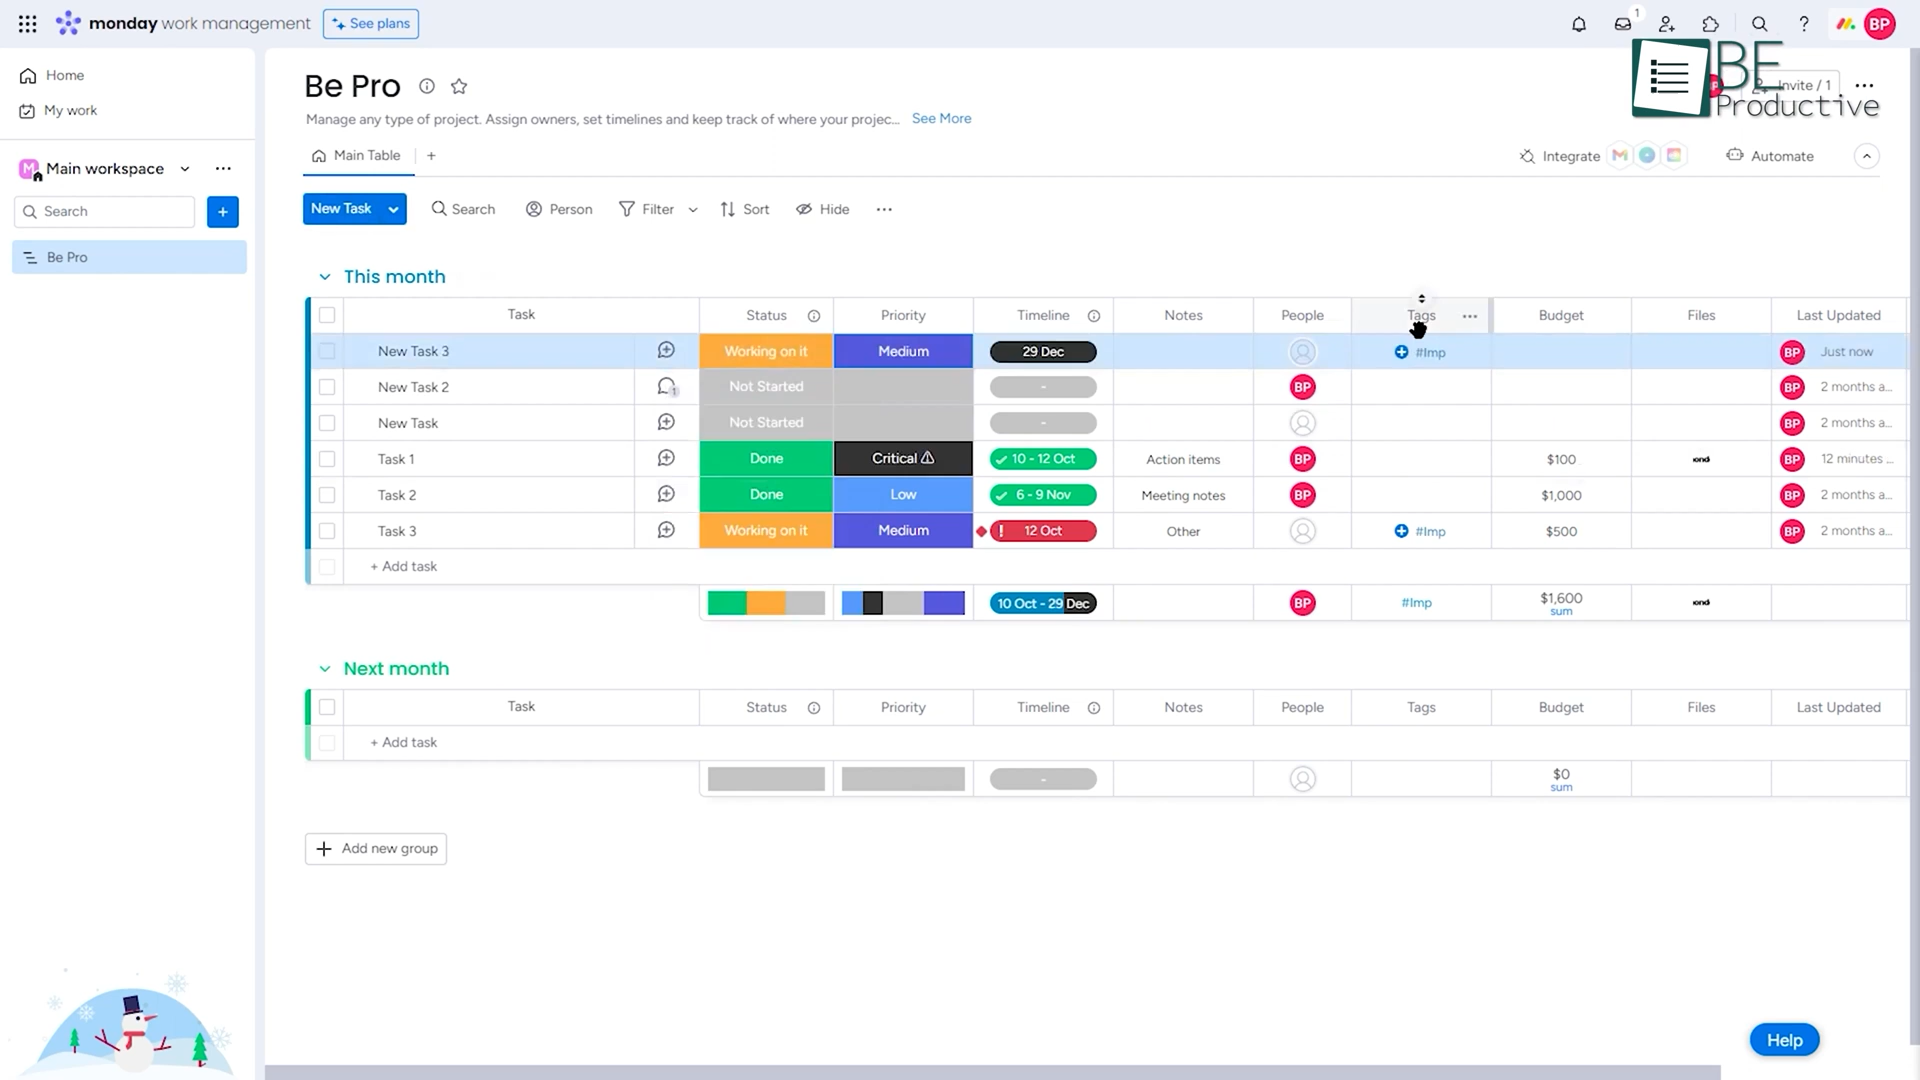 monday work management See plans
1
BP
Home
My work
M Main workspace
Search
Be Pro
Be Pro
Manage any type of project. Assign owners, set timelines and keep track of where your projec... See More
Invite / 1
BE
Productive
Main Table +
Integrate
Automate
New Task Search Person Filter Sort Hide
This month
Task Status Priority Timeline Notes People Tags Budget Files Last Updated
New Task 3 Working on it Medium 29 Dec #Imp BP Just now
New Task 2 1 Not Started - BP BP 2 months a...
New Task Not Started - BP 2 months a...
Task 1 Done Critical 10 - 12 Oct Action items BP $100 BP 12 minutes ...
Task 2 Done Low 6 - 9 Nov Meeting notes BP $1,000 BP 2 months a...
Task 3 Working on it Medium ! 12 Oct Other #Imp $500 BP 2 months a...
+ Add task
10 Oct - 29 Dec BP #Imp $1,600
sum
Next month
Task Status Priority Timeline Notes People Tags Budget Files Last Updated
+ Add task
- $0
sum
+ Add new group
Help